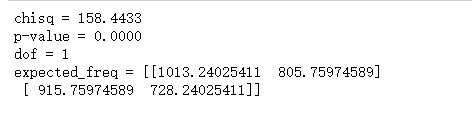 chisq = 158.4433
p-value = 0.0000
dof = 1
expected_freq = [[1013.24025411 805.75974589]
[ 915.75974589 728.24025411]]